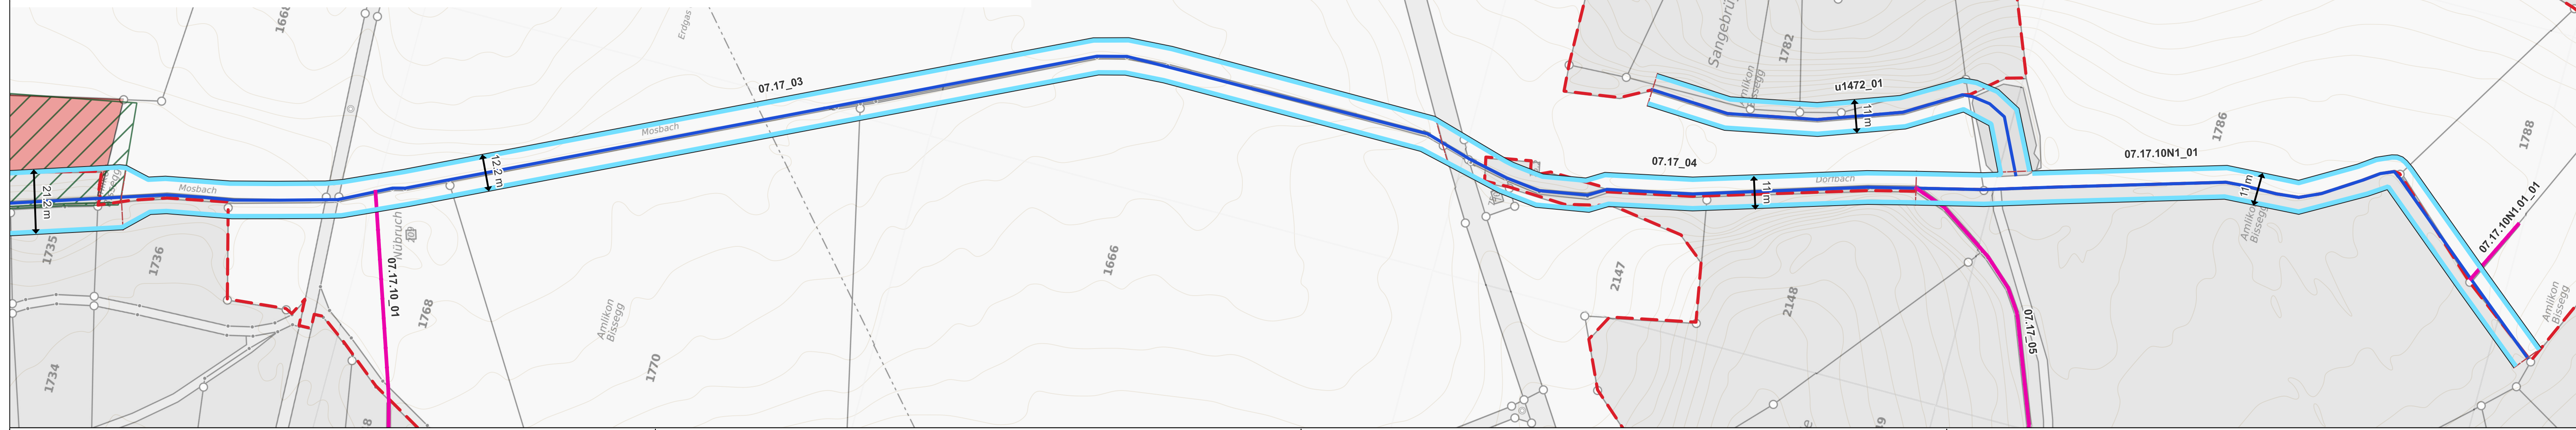 1668
Erdgas
07.17_03
Mosbach
12.2 m
Mosbach
21.2 m
1735
1736
1734
Nübruch
07.17.10_01
1768
1770
Amlikon
Bissegg
1666
Sangebrü
1782
Amlikon
Bissegg
u1472_01
11 m
07.17_04
11 m
Dorfbach
2147
2148
07.17_05
07.17.10N1_01
1786
1788
11 m
Amlikon
Bissegg
07.17.10N1.01_01
Amlikon
Bissegg